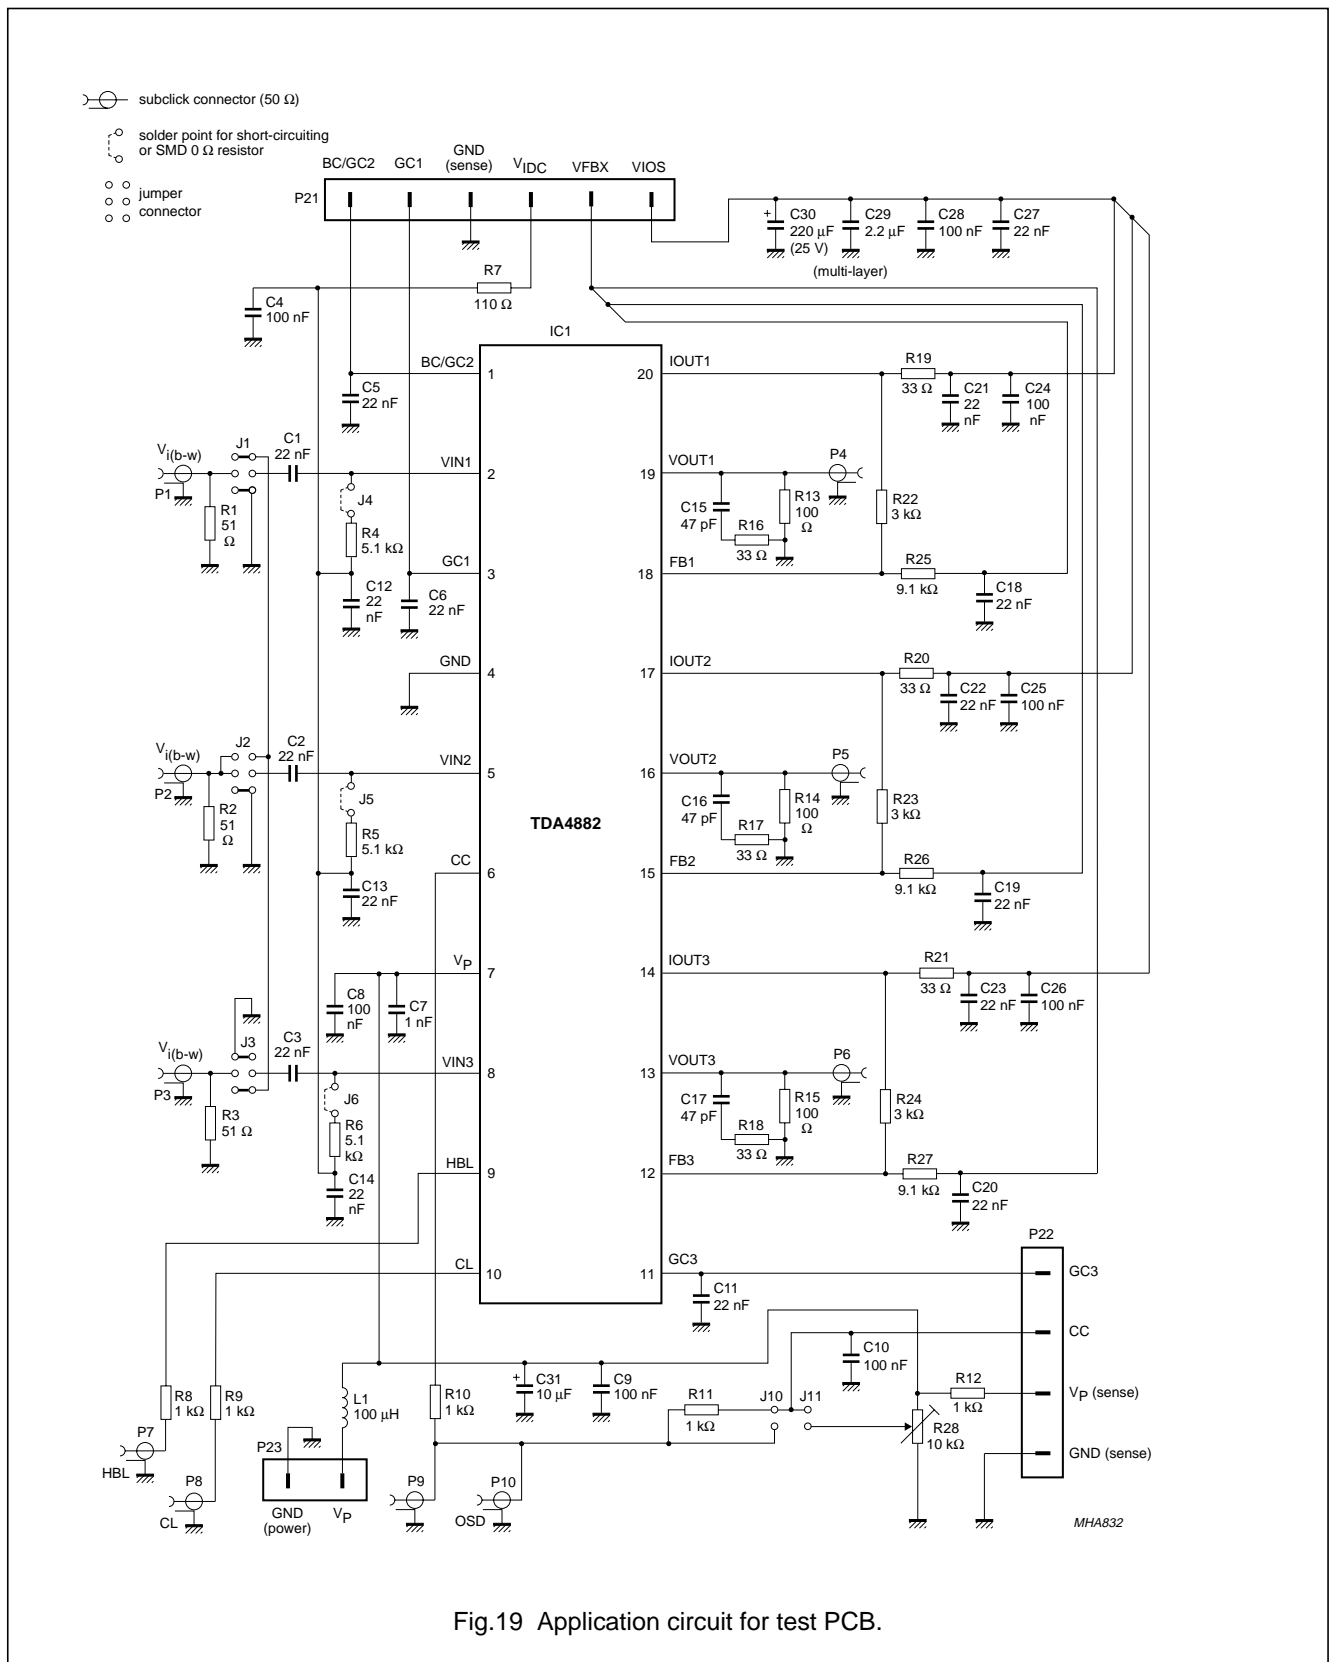 subclick connector (50 Ω)
solder point for short-circuiting
or SMD 0 Ω resistor
jumper
connector
BC/GC2 GC1 GND (sense) VIDC VFBX VIOS
P21
+ C30 220 µF (25 V)
C29 2.2 µF
C28 100 nF
C27 22 nF
(multi-layer)
R7
110 Ω
C4
100 nF
IC1
BC/GC2 1
20 IOUT1
R19
33 Ω
C5
22 nF
C21 22 nF
C24 100 nF
Vi(b-w)
P1
J1
C1
22 nF
VIN1 2
19 VOUT1
P4
R1
51 Ω
J4
R4
5.1 kΩ
C15
47 pF
R16
33 Ω
R13
100 Ω
R22
3 kΩ
GC1 3
18 FB1
R25
9.1 kΩ
C12
22 nF
C6
22 nF
C18
22 nF
GND 4
17 IOUT2
R20
33 Ω
C22
22 nF
C25
100 nF
Vi(b-w)
P2
J2
C2
22 nF
VIN2 5
16 VOUT2
P5
R2
51 Ω
J5
R5
5.1 kΩ
TDA4882
C16
47 pF
R17
33 Ω
R14
100 Ω
R23
3 kΩ
CC 6
15 FB2
R26
9.1 kΩ
C13
22 nF
C19
22 nF
VP 7
14 IOUT3
R21
33 Ω
C8
100 nF
C7
1 nF
C23
22 nF
C26
100 nF
Vi(b-w)
P3
J3
C3
22 nF
VIN3 8
13 VOUT3
P6
R3
51 Ω
J6
R6
5.1 kΩ
C17
47 pF
R18
33 Ω
R15
100 Ω
R24
3 kΩ
HBL 9
12 FB3
R27
9.1 kΩ
C14
22 nF
C20
22 nF
P22
CL 10
11 GC3
GC3
C11
22 nF
CC
C10
100 nF
R8
1 kΩ
R9
1 kΩ
L1
100 µH
R10
1 kΩ
+ C31
10 µF
C9
100 nF
R11
1 kΩ
J10 J11
R12
1 kΩ
VP (sense)
R28
10 kΩ
GND (sense)
P7
HBL
P8
CL
P23
GND (power)
VP
P9
P10
OSD
MHA832
Fig.19 Application circuit for test PCB.